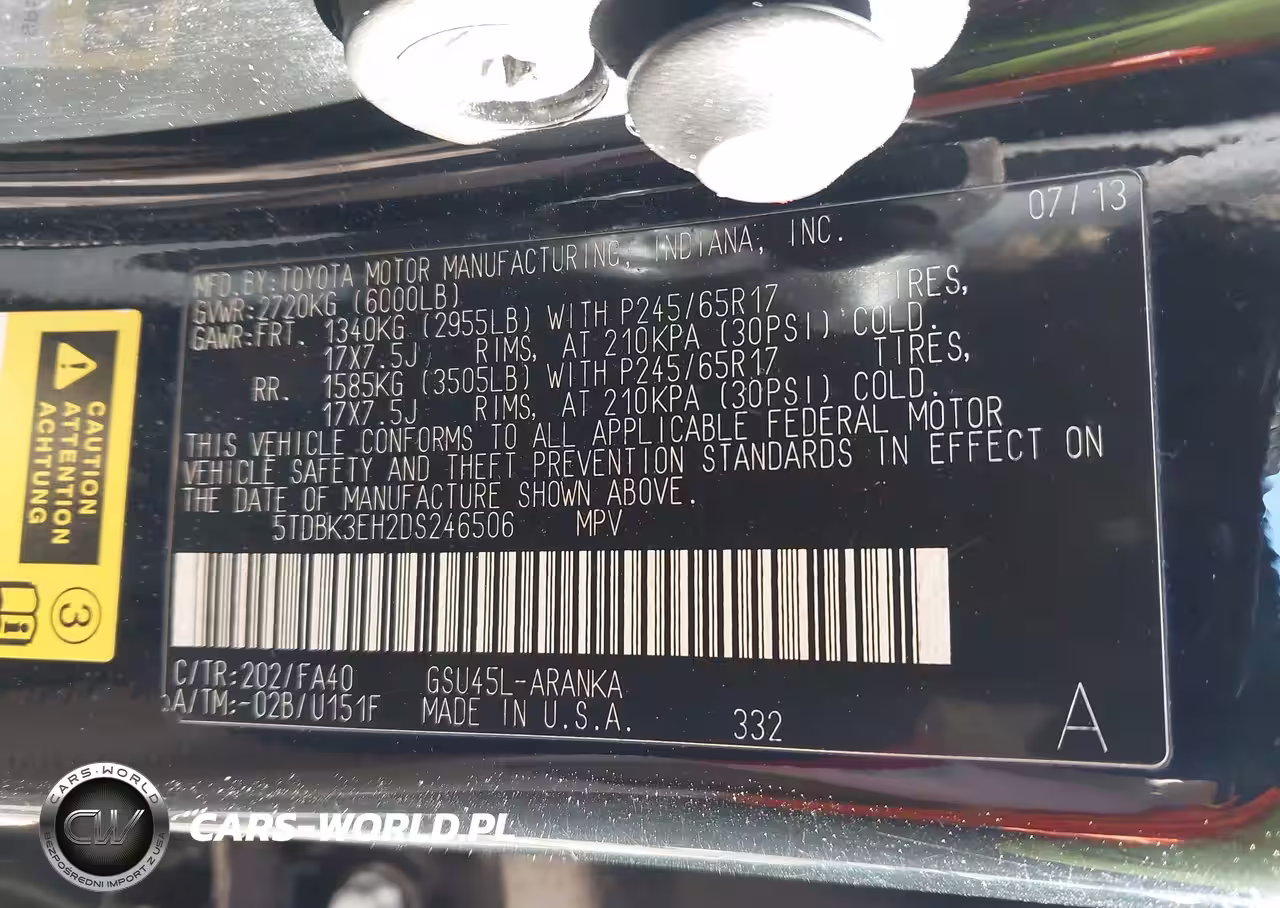 07/13
MFD.BY:TOYOTA MOTOR MANUFACTURING, INDIANA, INC.
GVWR:2720KG (6000LB)
GAWR:FRT. 1340KG (2955LB) WITH P245/65R17 TIRES,
17X7.5J RIMS, AT 210KPA (30PSI) COLD.
RR. 1585KG (3505LB) WITH P245/65R17 TIRES,
17X7.5J RIMS, AT 210KPA (30PSI) COLD.
THIS VEHICLE CONFORMS TO ALL APPLICABLE FEDERAL MOTOR
VEHICLE SAFETY AND THEFT PREVENTION STANDARDS IN EFFECT ON
THE DATE OF MANUFACTURE SHOWN ABOVE.
5TDBK3EH2DS246506 MPV
C/TR:202/FA40 GSU45L-ARANKA
A/TM:-02B/U151F MADE IN U.S.A. 332
A
CAUTION
ATTENTION
ACHTUNG
3
CARS-WORLD
CW
BEZPOŚREDNI IMPORT Z USA
CARS-WORLD.PL